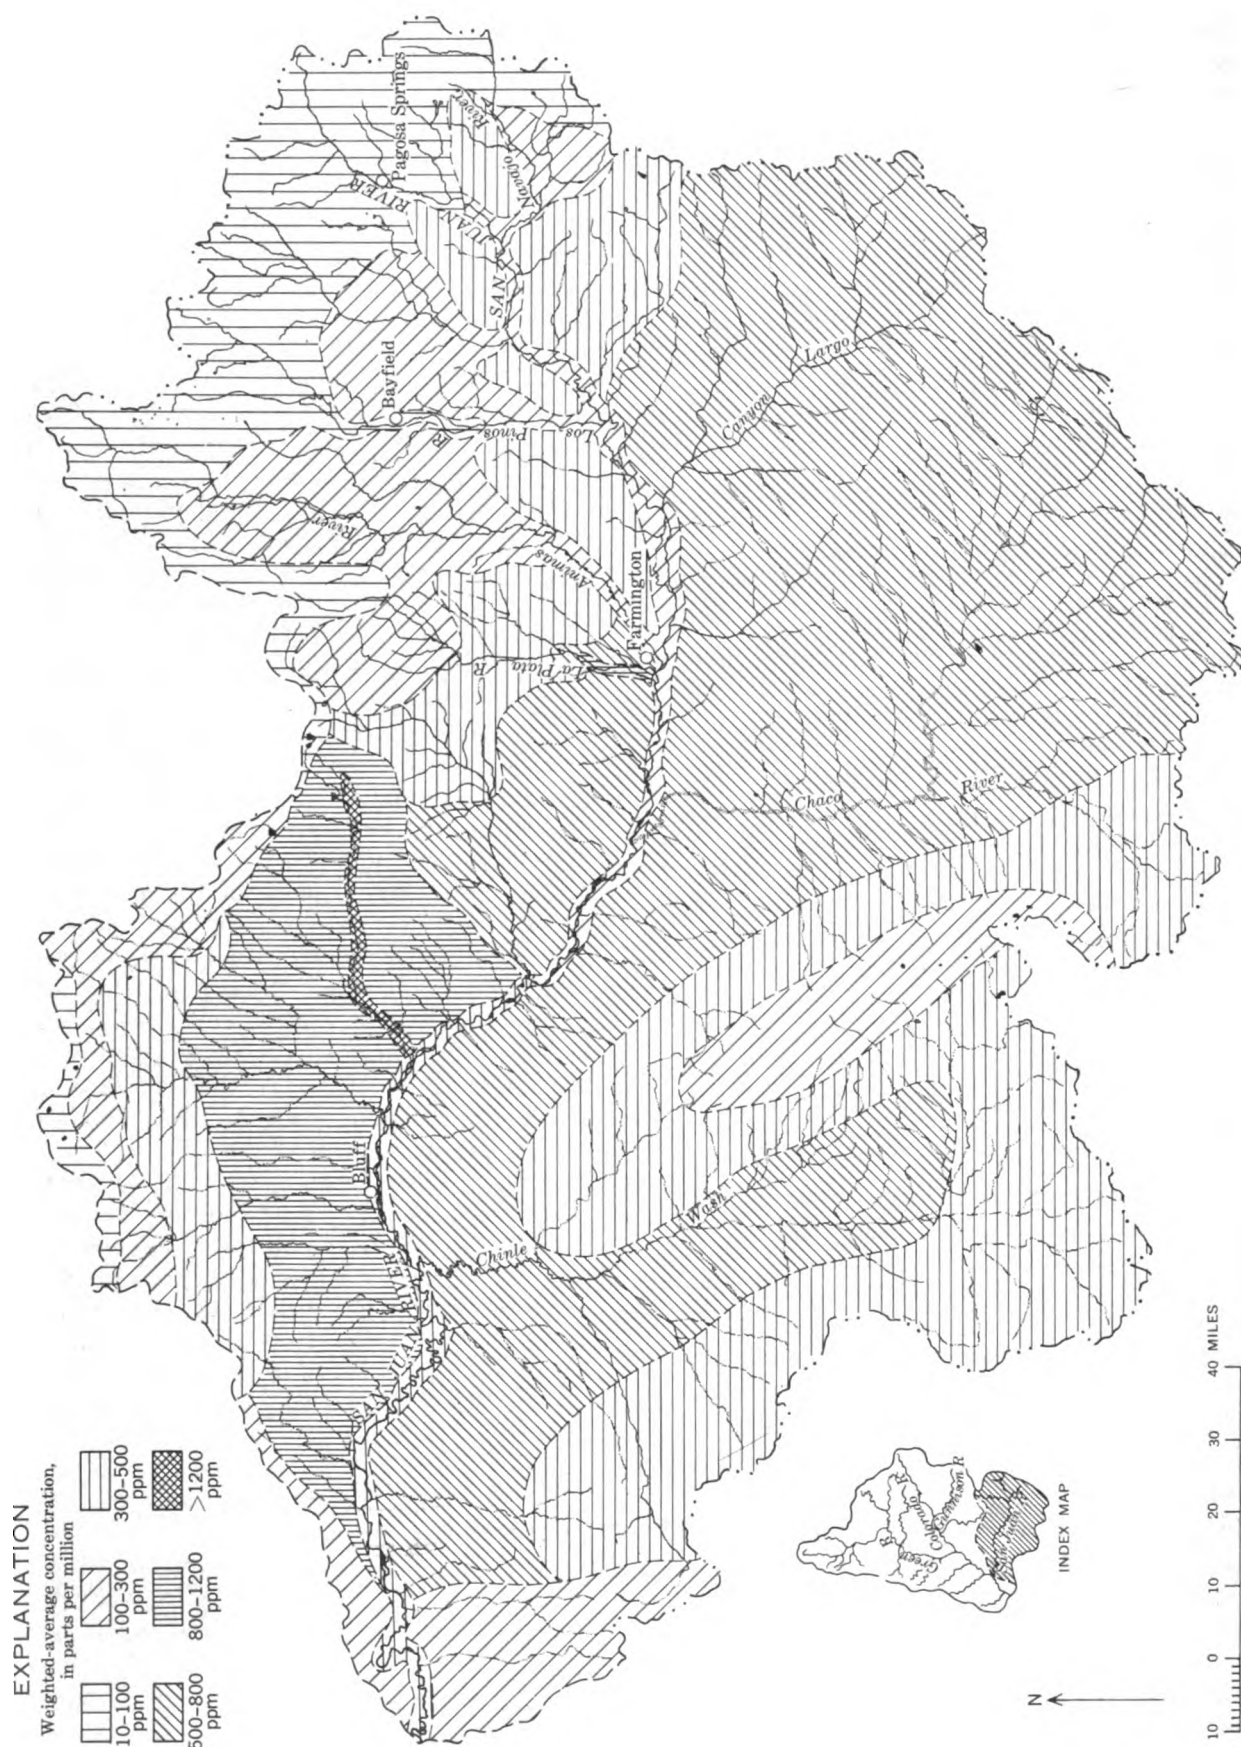 EXPLANATION
Weighted-average concentration,
in parts per million
10–100
ppm
100–300
ppm
300–500
ppm
500–800
ppm
800–1200
ppm
>1200
ppm
Pagosa Springs
Navajo
River
SAN JUAN RIVER
Bayfield
Los Pinos R
Animas River
Farmington
La Plata R
Canyon Largo
Chaco River
Bluff
Chinle Wash
SAN JUAN RIVER
Green
R
Colorado R
Gunnison R
San Juan R
INDEX MAP
N
10 0 10 20 30 40 MILES